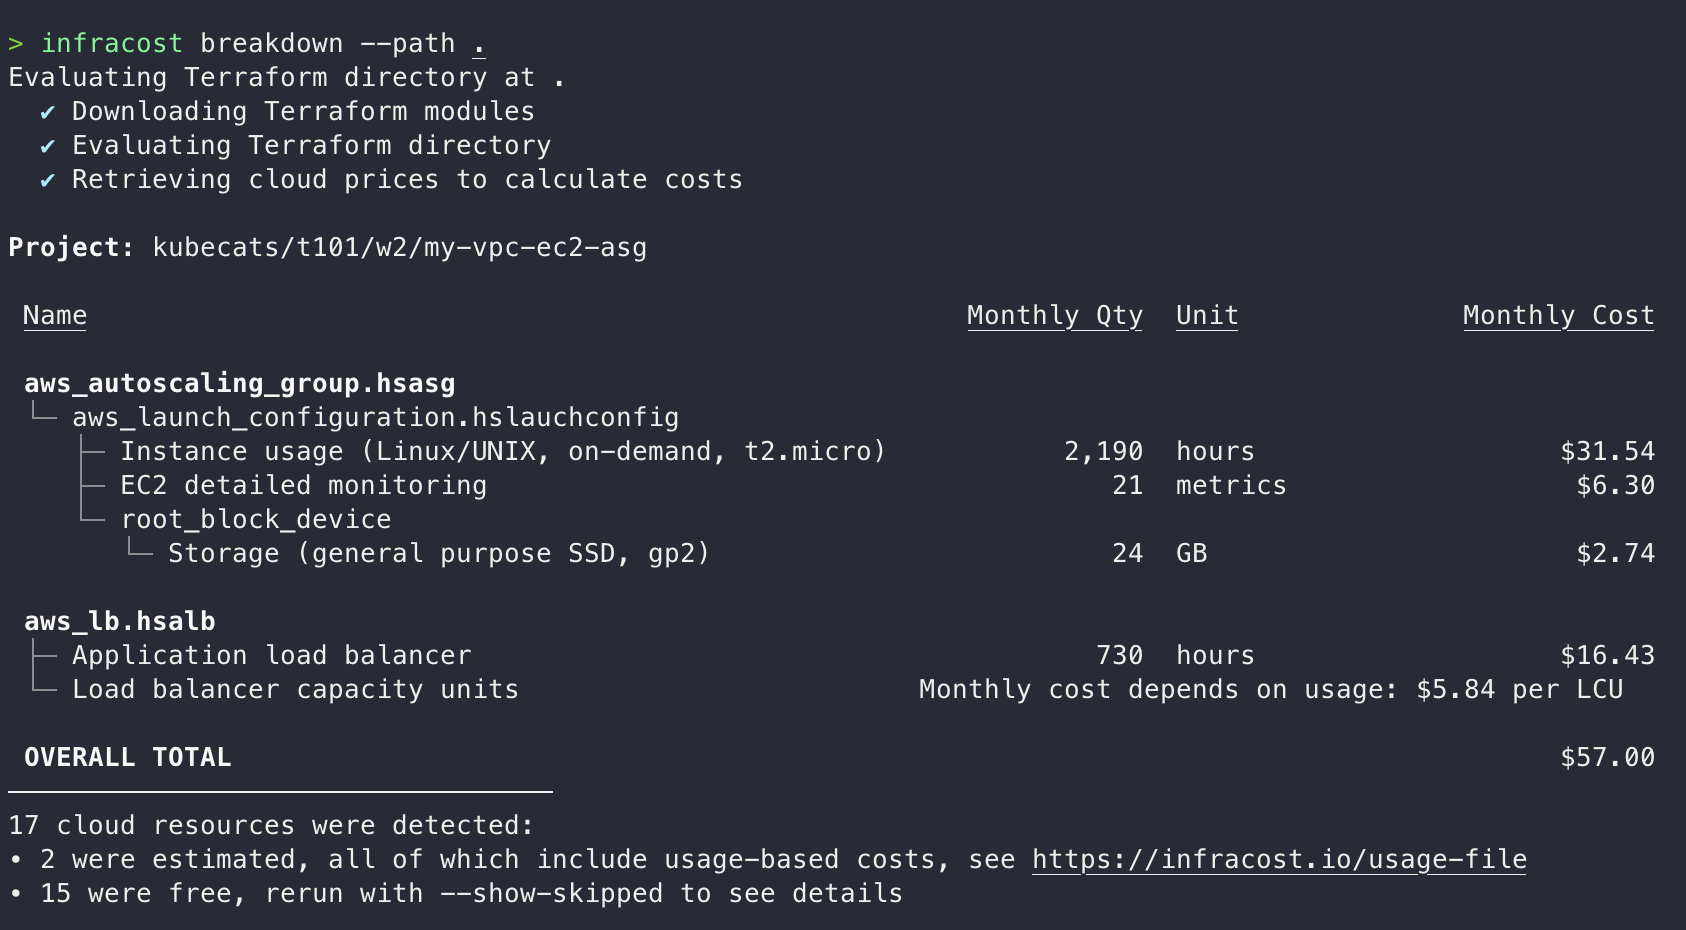 > infracost breakdown --path .
Evaluating Terraform directory at .
✔ Downloading Terraform modules
✔ Evaluating Terraform directory
✔ Retrieving cloud prices to calculate costs
Project: kubecats/t101/w2/my-vpc-ec2-asg
Name Monthly Qty Unit Monthly Cost
aws_autoscaling_group.hsasg
└─ aws_launch_configuration.hslauchconfig
├─ Instance usage (Linux/UNIX, on-demand, t2.micro) 2,190 hours $31.54
├─ EC2 detailed monitoring 21 metrics $6.30
└─ root_block_device
└─ Storage (general purpose SSD, gp2) 24 GB $2.74
aws_lb.hsalb
├─ Application load balancer 730 hours $16.43
└─ Load balancer capacity units Monthly cost depends on usage: $5.84 per LCU
OVERALL TOTAL $57.00
17 cloud resources were detected:
• 2 were estimated, all of which include usage-based costs, see https://infracost.io/usage-file
• 15 were free, rerun with --show-skipped to see details